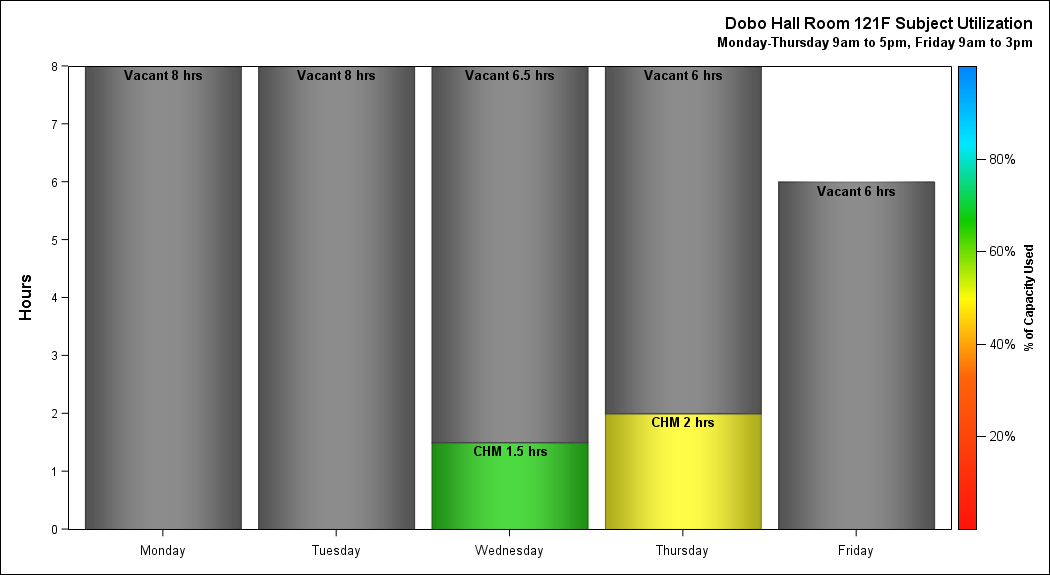 Dobo Hall Room 121F Subject Utilization
Monday-Thursday 9am to 5pm, Friday 9am to 3pm
Hours
8
7
6
5
4
3
2
1
0
Vacant 8 hrs
Vacant 8 hrs
Vacant 6.5 hrs
Vacant 6 hrs
Vacant 6 hrs
CHM 1.5 hrs
CHM 2 hrs
Monday
Tuesday
Wednesday
Thursday
Friday
80%
60%
40%
20%
% of Capacity Used